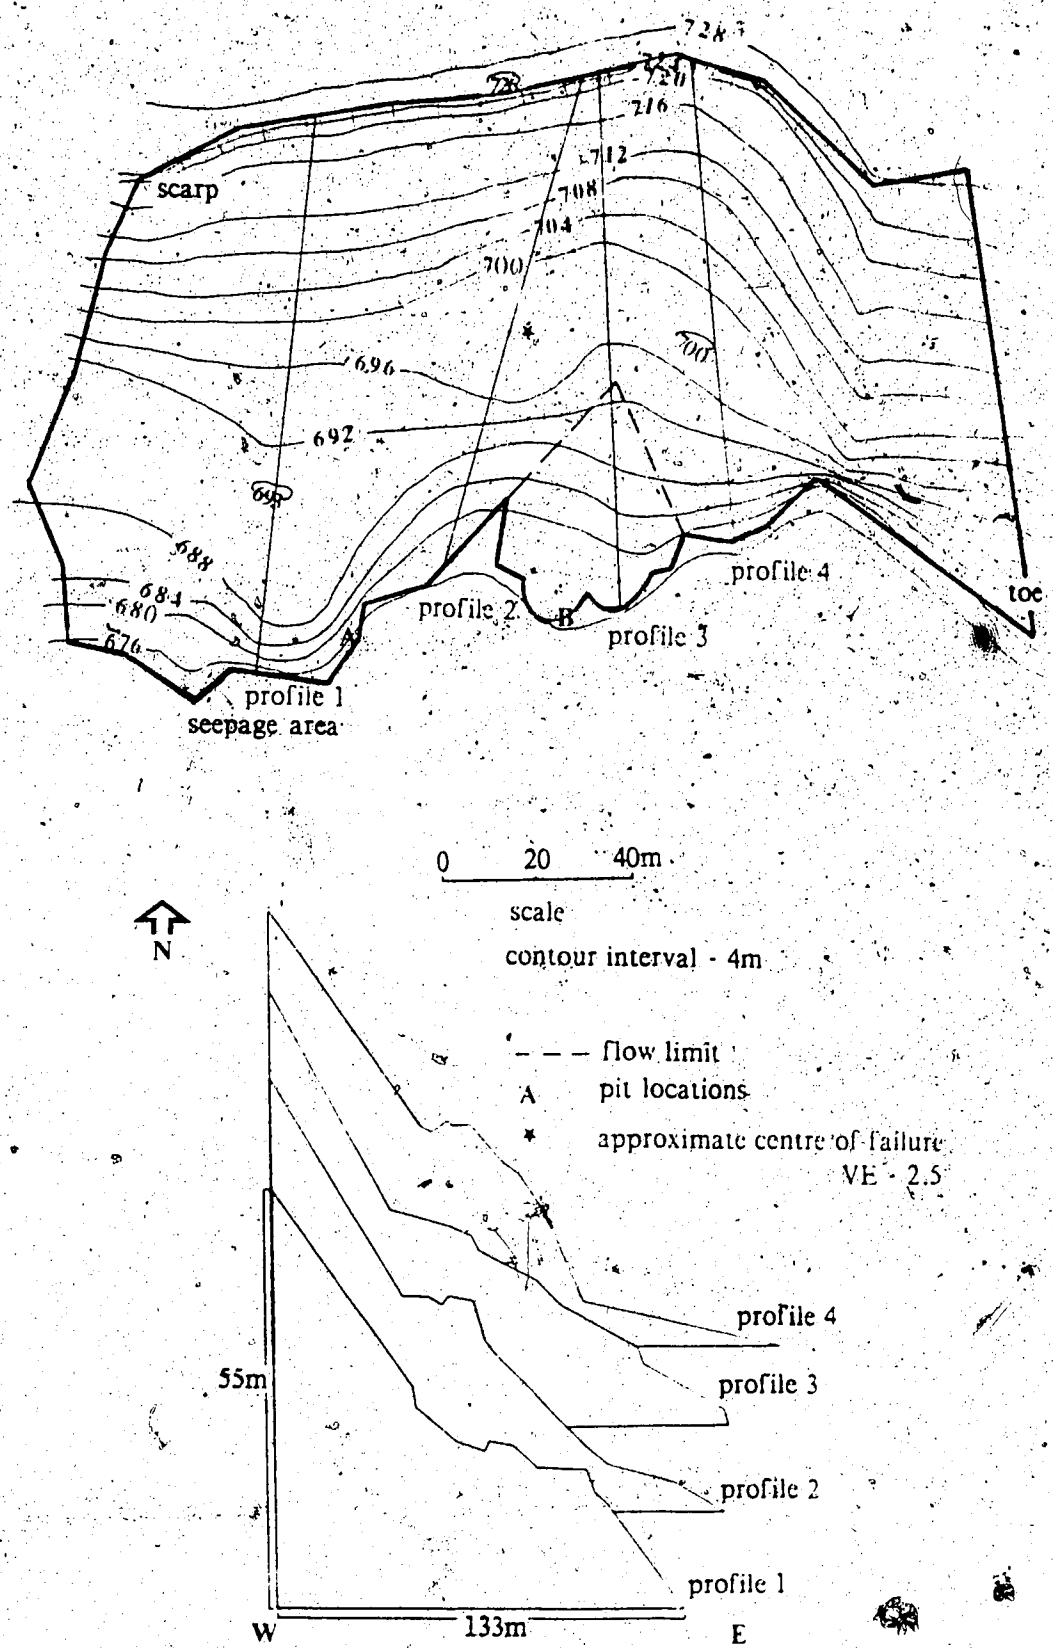 728
728
724
720
716
712
scarp
708
704
700
700
696
692
688
684
profile 4
toe
680
profile 2
B
A
profile 3
676
profile 1
seepage area
0 20 40m
scale
N
contour interval - 4m
--- flow limit
A pit locations
★ approximate centre of failure
VE - 2.5
profile 4
55m
profile 3
profile 2
profile 1
W 133m E